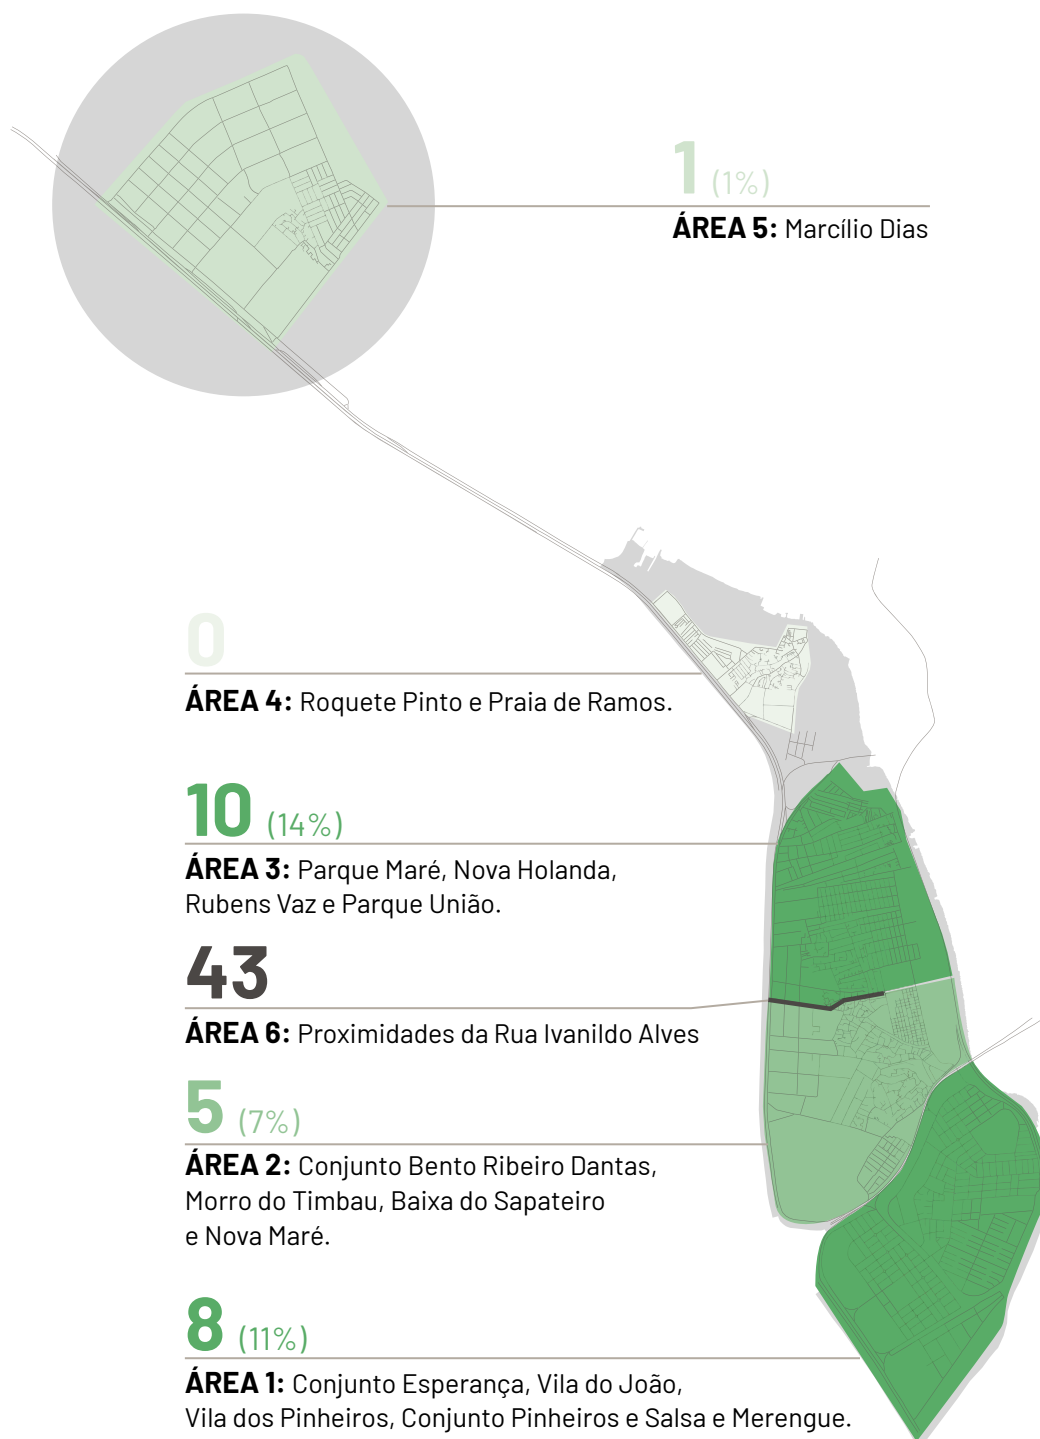 1 (1%)
ÁREA 5: Marcílio Dias
0
ÁREA 4: Roquete Pinto e Praia de Ramos.
10 (14%)
ÁREA 3: Parque Maré, Nova Holanda,
Rubens Vaz e Parque União.
43
ÁREA 6: Proximidades da Rua Ivanildo Alves
5 (7%)
ÁREA 2: Conjunto Bento Ribeiro Dantas,
Morro do Timbau, Baixa do Sapateiro
e Nova Maré.
8 (11%)
ÁREA 1: Conjunto Esperança, Vila do João,
Vila dos Pinheiros, Conjunto Pinheiros e Salsa e Merengue.